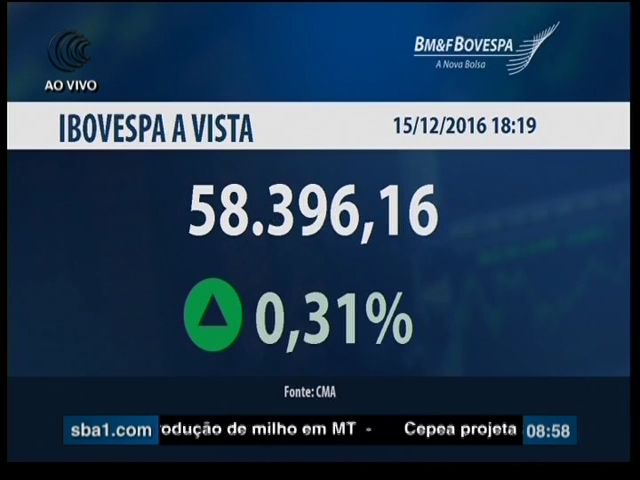 AO VIVO
BM&FBOVESPA
A Nova Bolsa
IBOVESPA A VISTA
15/12/2016 18:19
58.396,16
0,31%
Fonte: CMA
sba1.com odução de milho em MT - Cepea projeta 08:58